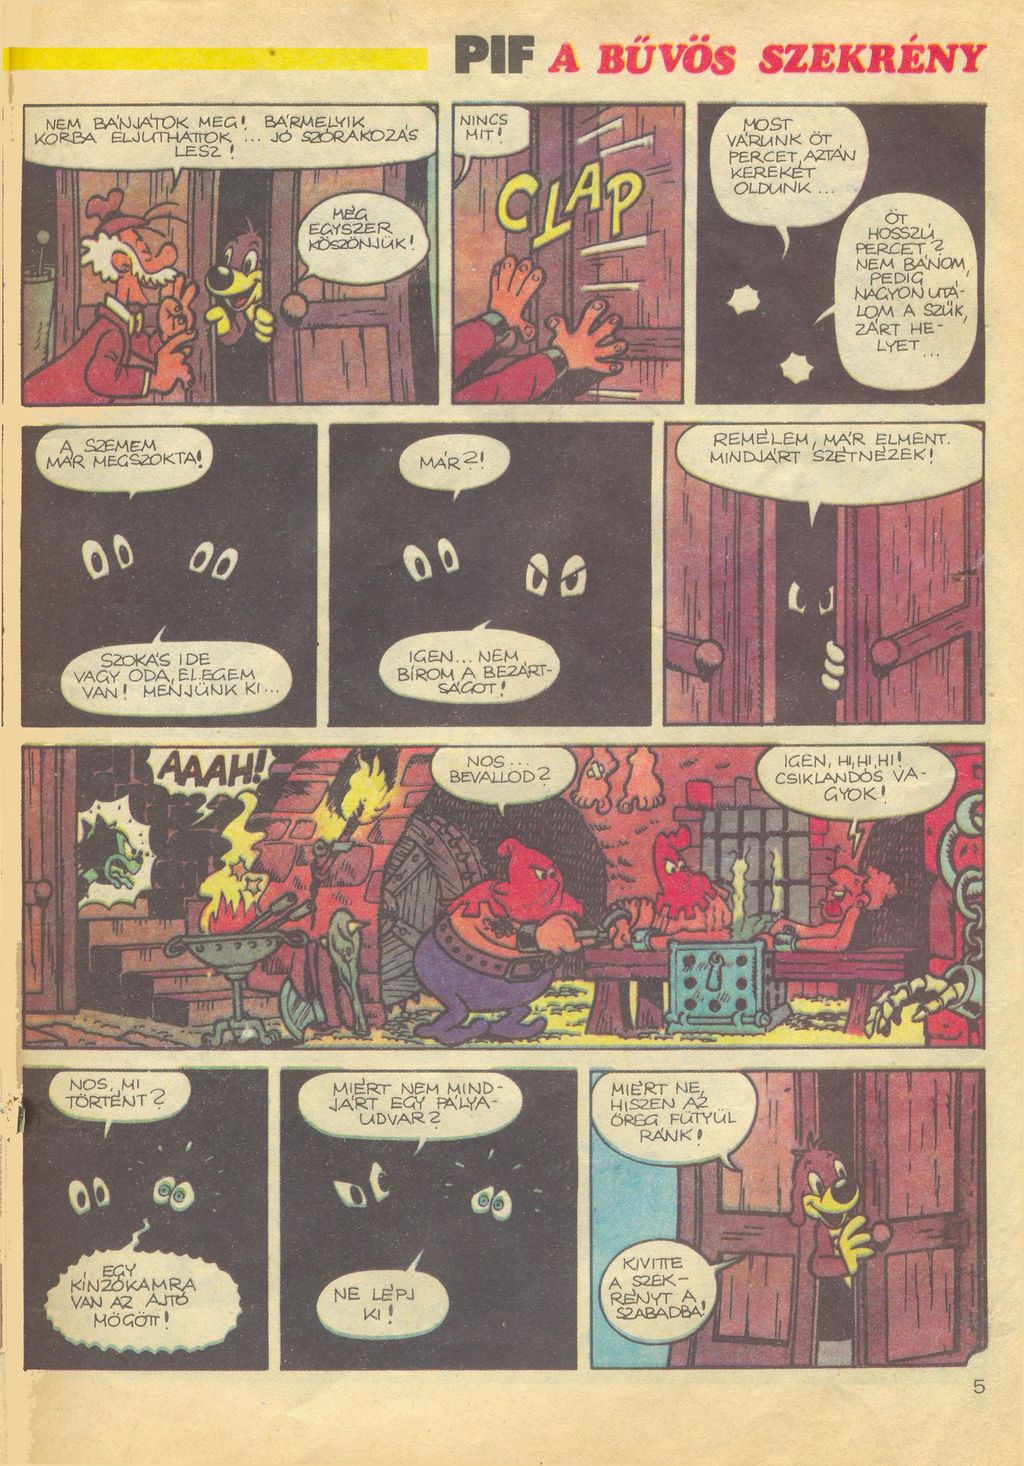 PIF A BŰVÖS SZEKRÉNY
NEM BÁNJÁTOK MEG! BÁRMELYIK
KORBA ELJUTHATTOK, ... JÓ SZÓRAKOZÁS
LESZ!
MÉG
EGYSZER
KÖSZÖNJÜK!
NINCS
MIT!
CLAP
MOST
VÁRUNK ÖT
PERCET, AZTÁN
KEREKET
OLDUNK ...
ÖT
HOSSZÚ
PERCET?
NEM BÁNOM,
PEDIG
NAGYON UTÁ-
LOM A SZŰK,
ZÁRT HE-
LYET ...
A SZEMEM
MÁR MEGSZOKTA!
SZOKÁS IDE
VAGY ODA, ELEGEM
VAN! MENJÜNK KI...
MÁR?!
IGEN... NEM
BÍROM A BEZÁRT-
SÁGOT!
REMÉLEM, MÁR ELMENT.
MINDJÁRT SZÉTNÉZEK!
AAAH!
NOS...
BEVALLOD?
IGEN, HI, HI, HI!
CSIKLANDÓS VA-
GYOK!
NOS, MI
TÖRTÉNT?
EGY
KÍNZÓKAMRA
VAN AZ AJTÓ
MÖGÖTT!
MIÉRT NEM MIND-
JÁRT EGY PÁLYA-
UDVAR?
NE LÉPJ
KI!
MIÉRT NE,
HISZEN AZ
ÖREG FÜTYÜL
RÁNK!
KIVITTE
A SZEK-
RÉNYT A
SZABADBA!
5